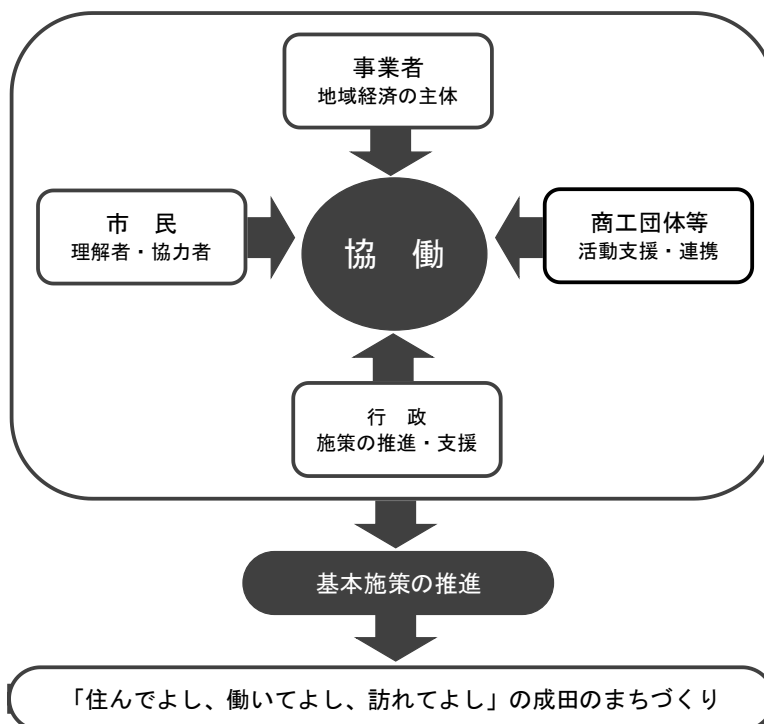 事業者
地域経済の主体
市　民
理解者・協力者
協　働
商工団体等
活動支援・連携
行　政
施策の推進・支援
基本施策の推進
「住んでよし、働いてよし、訪れてよし」の成田のまちづくり